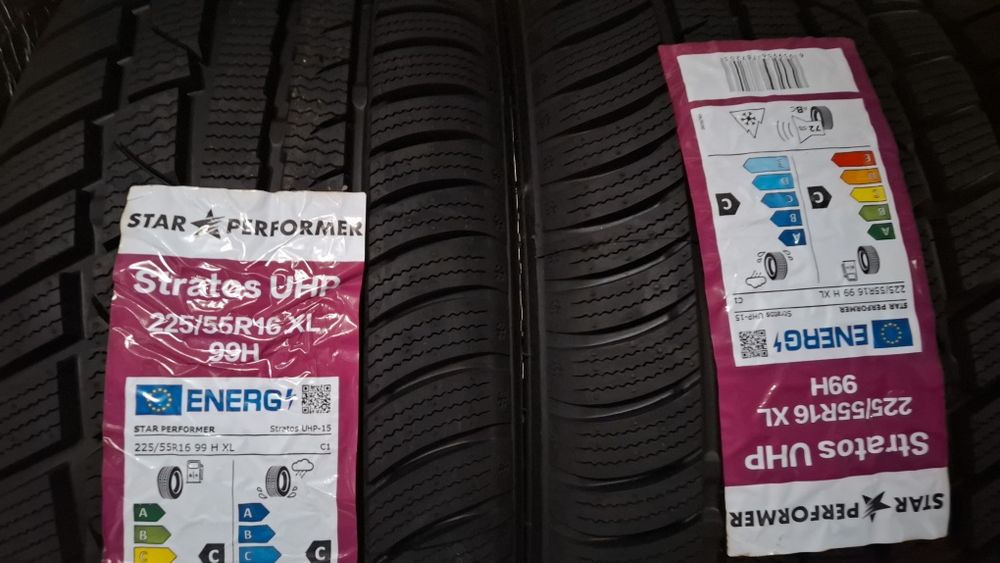 STAR PERFORMER
Stratos UHP
225/55R16 XL
99H
ENERG
STAR PERFORMER Stratos UHP-15
225/55R16 99 H XL C1
A A
B B
C C C C
STAR PERFORMER
Stratos UHP
225/55R16 XL
99H
ENERG
STAR PERFORMER Stratos UHP-15
225/55R16 99 H XL C1
A A
B B
C C C C
D D
E E
72 dB
ABC